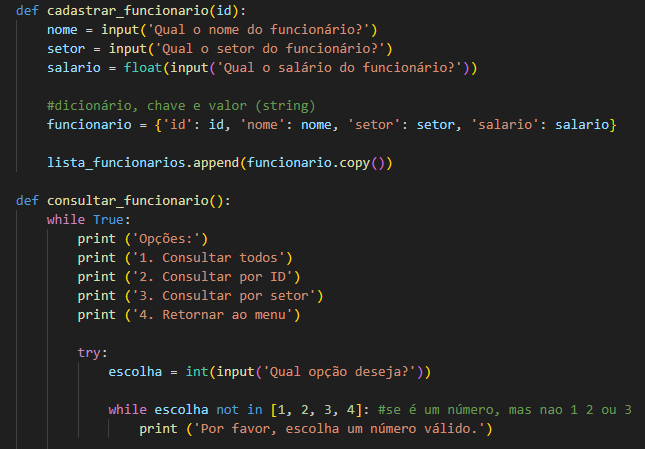 def cadastrar_funcionario(id):
    nome = input('Qual o nome do funcionário?')
    setor = input('Qual o setor do funcionário?')
    salario = float(input('Qual o salário do funcionário?'))
    #dicionário, chave e valor (string)
    funcionario = {'id': id, 'nome': nome, 'setor': setor, 'salario': salario}
    lista_funcionarios.append(funcionario.copy())
def consultar_funcionario():
    while True:
        print ('Opções:')
        print ('1. Consultar todos')
        print ('2. Consultar por ID')
        print ('3. Consultar por setor')
        print ('4. Retornar ao menu')
        try:
            escolha = int(input('Qual opção deseja?'))
            while escolha not in [1, 2, 3, 4]: #se é um número, mas nao 1 2 ou 3
                print ('Por favor, escolha um número válido.')